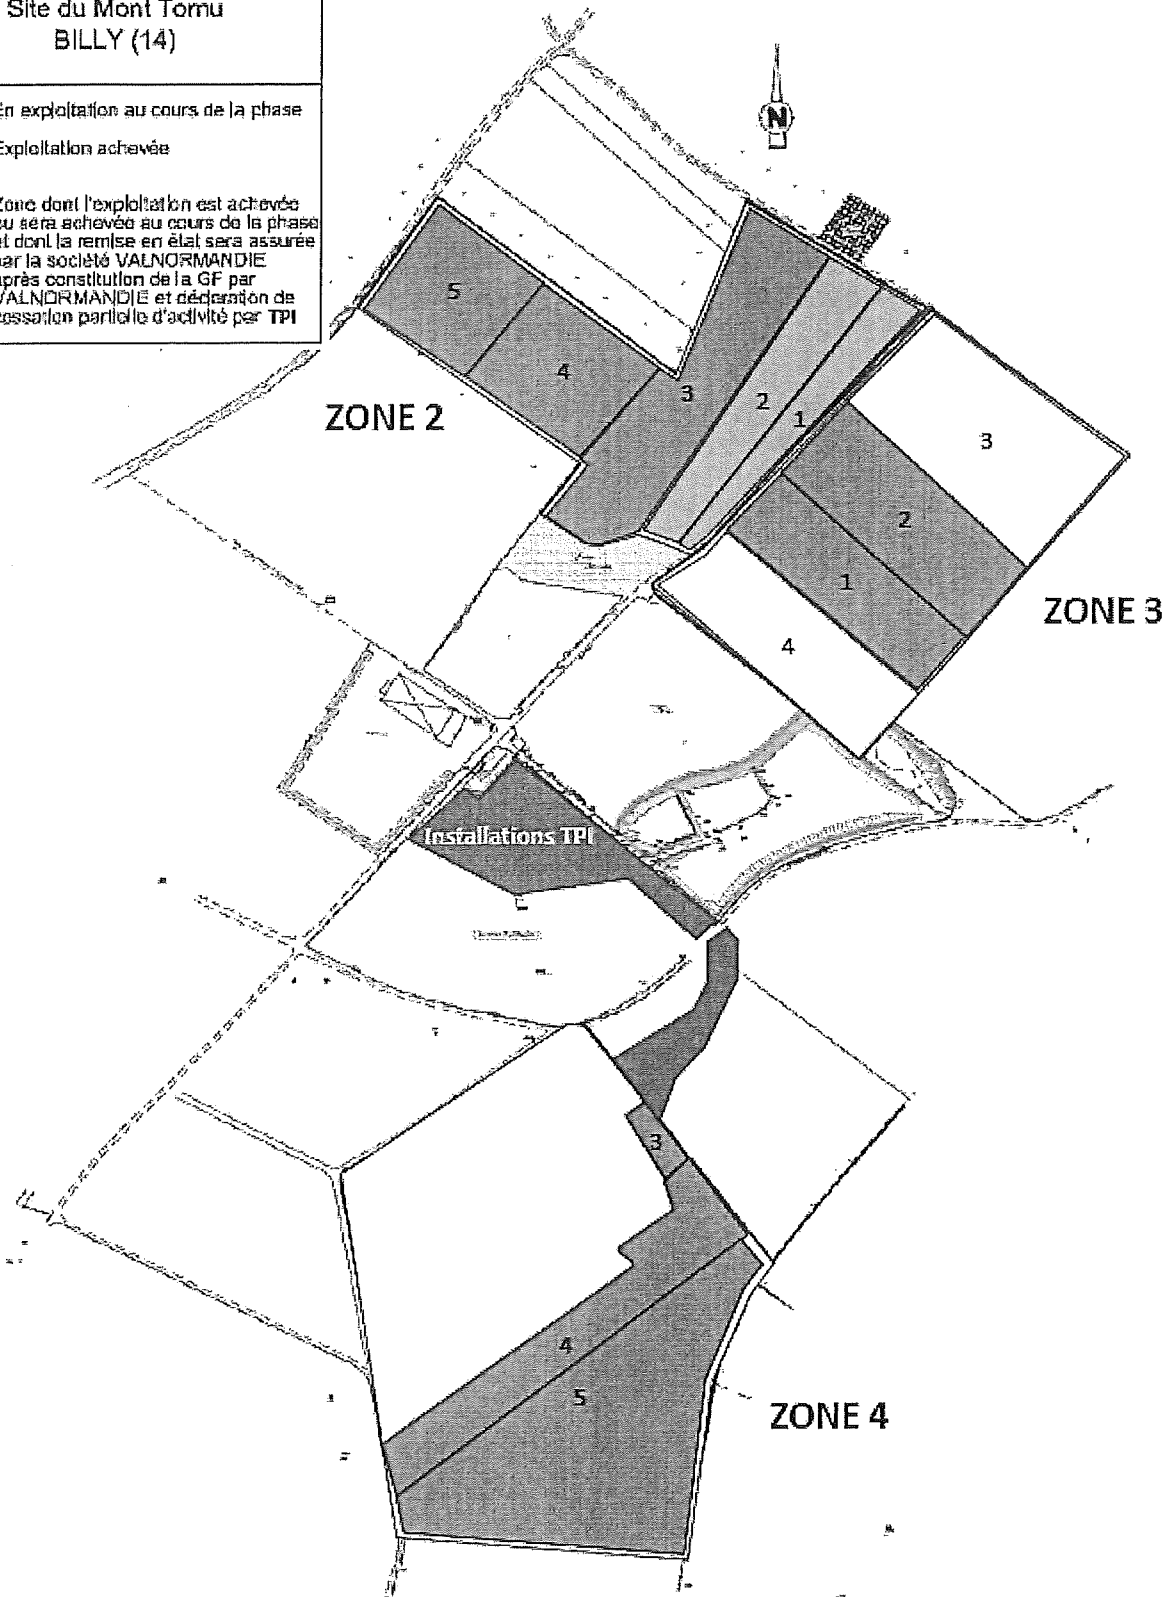 Site du Mont Tornu
BILLY (14)
En exploitation au cours de la phase
Exploitation achevée
Zone dont l'exploitation est achevée
ou sera achevée au cours de la phase
et dont la remise en état sera assurée
par la société VALNORMANDIE
après constitution de la GF par
VALNORMANDIE et déclaration de
cessation partielle d'activité par TPI
N
5
4
3
2
1
ZONE 2
3
2
1
4
ZONE 3
Installations TPI
3
4
5
ZONE 4